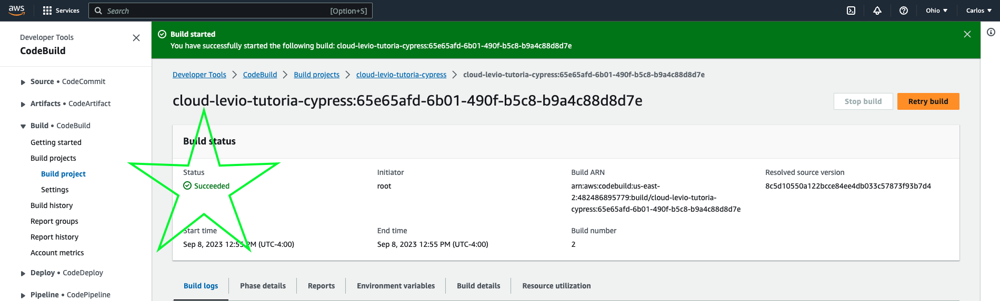 aws
Services
Search
[Option+S]
Ohio
Carlos
Developer Tools
CodeBuild
Source • CodeCommit
Artifacts • CodeArtifact
Build • CodeBuild
Getting started
Build projects
Build project
Settings
Build history
Report groups
Report history
Account metrics
Deploy • CodeDeploy
Pipeline • CodePipeline
Build started
You have successfully started the following build: cloud-levio-tutoria-cypress:65e65afd-6b01-490f-b5c8-b9a4c88d8d7e
Developer Tools > CodeBuild > Build projects > cloud-levio-tutoria-cypress > cloud-levio-tutoria-cypress:65e65afd-6b01-490f-b5c8-b9a4c88d8d7e
cloud-levio-tutoria-cypress:65e65afd-6b01-490f-b5c8-b9a4c88d8d7e
Stop build
Retry build
Build status
Status
Succeeded
Initiator
root
Build ARN
arn:aws:codebuild:us-east-
2:482486895779:build/cloud-levio-tutoria-
cypress:65e65afd-6b01-490f-b5c8-b9a4c88d8d7e
Resolved source version
8c5d10550a122bcce84ee4db033c57873f93b7d4
Start time
Sep 8, 2023 12:55 PM (UTC-4:00)
End time
Sep 8, 2023 12:55 PM (UTC-4:00)
Build number
2
Build logs
Phase details
Reports
Environment variables
Build details
Resource utilization